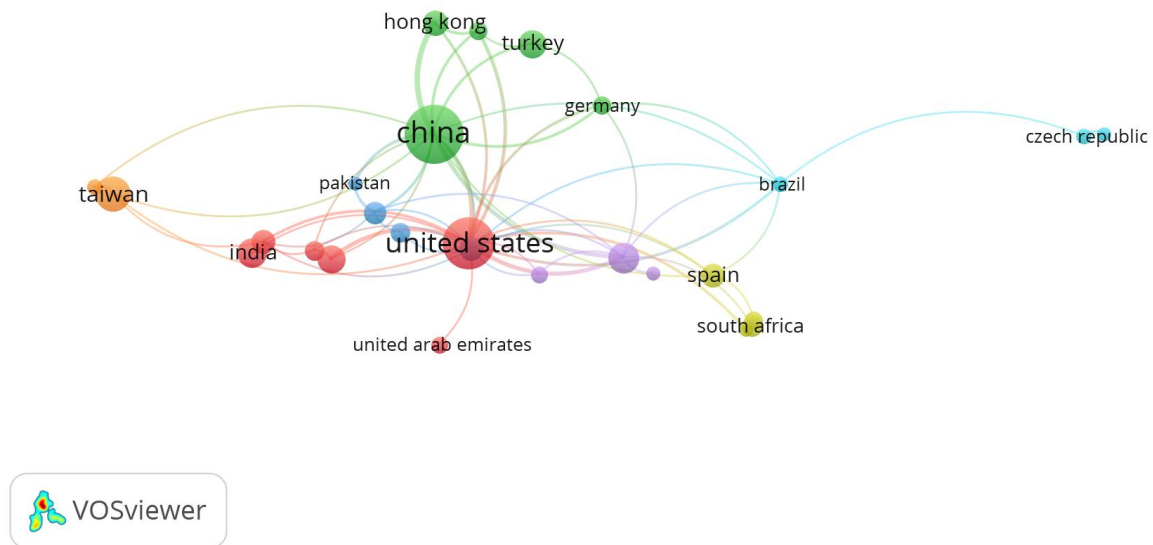 hong kong
turkey
germany
china
czech republic
pakistan
brazil
taiwan
united states
india
spain
south africa
united arab emirates
VOSviewer